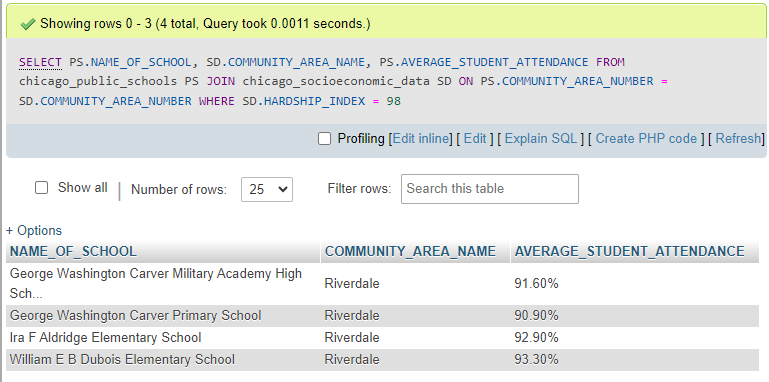 Showing rows 0 - 3 (4 total, Query took 0.0011 seconds.)
SELECT PS.NAME_OF_SCHOOL, SD.COMMUNITY_AREA_NAME, PS.AVERAGE_STUDENT_ATTENDANCE FROM
chicago_public_schools PS JOIN chicago_socioeconomic_data SD ON PS.COMMUNITY_AREA_NUMBER =
SD.COMMUNITY_AREA_NUMBER WHERE SD.HARDSHIP_INDEX = 98
Profiling [Edit inline] [ Edit ] [ Explain SQL ] [ Create PHP code ] [ Refresh]
Show all | Number of rows: 25 Filter rows: Search this table
+ Options
NAME_OF_SCHOOL COMMUNITY_AREA_NAME AVERAGE_STUDENT_ATTENDANCE
George Washington Carver Military Academy High
Sch... Riverdale 91.60%
George Washington Carver Primary School Riverdale 90.90%
Ira F Aldridge Elementary School Riverdale 92.90%
William E B Dubois Elementary School Riverdale 93.30%